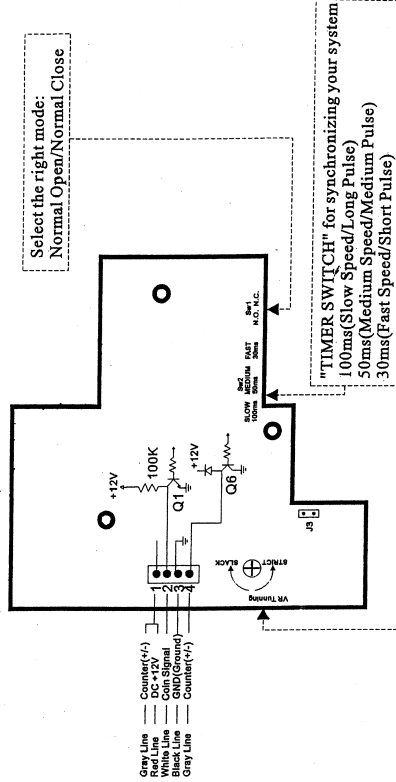 Select the right mode:
Normal Open/Normal Close
"TIMER SWITCH" for synchronizing your system
100ms(Slow Speed/Long Pulse)
50ms(Medium Speed/Medium Pulse)
30ms(Fast Speed/Short Pulse)
Sw1
N.O. N.C.
Sw2
SLOW MEDIUM FAST
100ms 50ms 30ms
+12V
100K
Q1
+12V
Q6
J3
1
2
3
4
SLACK
STRICT
VR Tunning
Gray Line Counter(+/-)
Red Line DC +12V
White Line Coin Signal
Black Line GND(Ground)
Gray Line Counter(+/-)